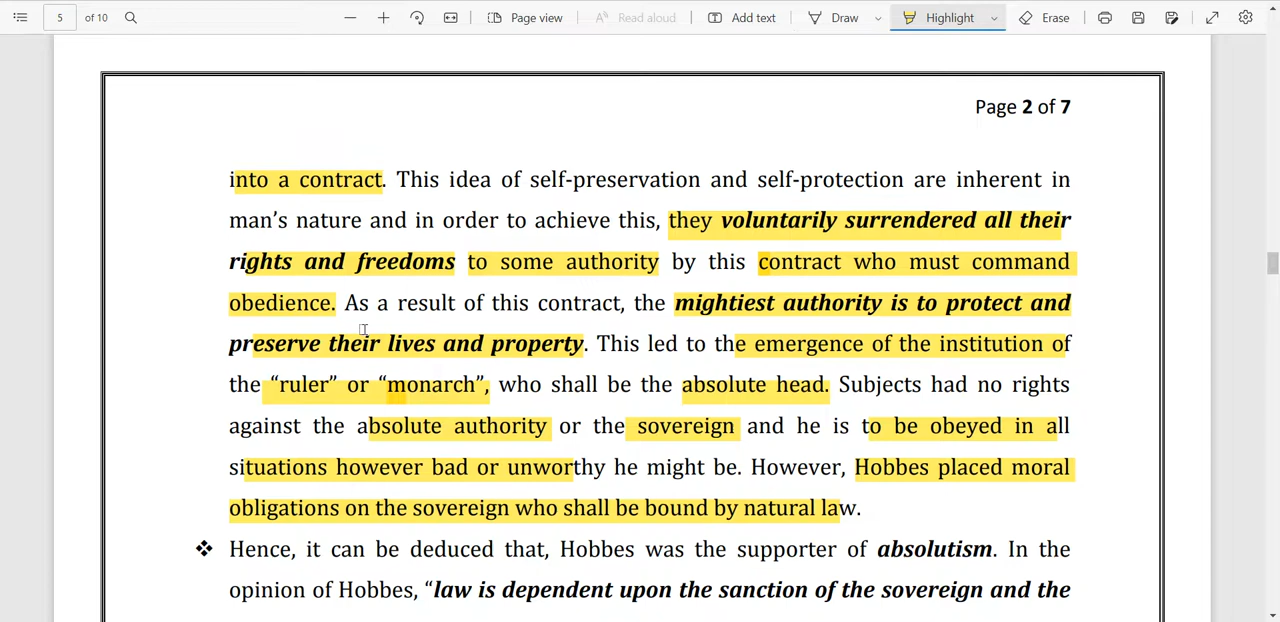 5 of 10 Page view Read aloud Add text Draw Highlight Erase
Page 2 of 7
into a contract. This idea of self-preservation and self-protection are inherent in
man’s nature and in order to achieve this, they voluntarily surrendered all their
rights and freedoms to some authority by this contract who must command
obedience. As a result of this contract, the mightiest authority is to protect and
preserve their lives and property. This led to the emergence of the institution of
the “ruler” or “monarch”, who shall be the absolute head. Subjects had no rights
against the absolute authority or the sovereign and he is to be obeyed in all
situations however bad or unworthy he might be. However, Hobbes placed moral
obligations on the sovereign who shall be bound by natural law.
❖ Hence, it can be deduced that, Hobbes was the supporter of absolutism. In the
opinion of Hobbes, “law is dependent upon the sanction of the sovereign and the